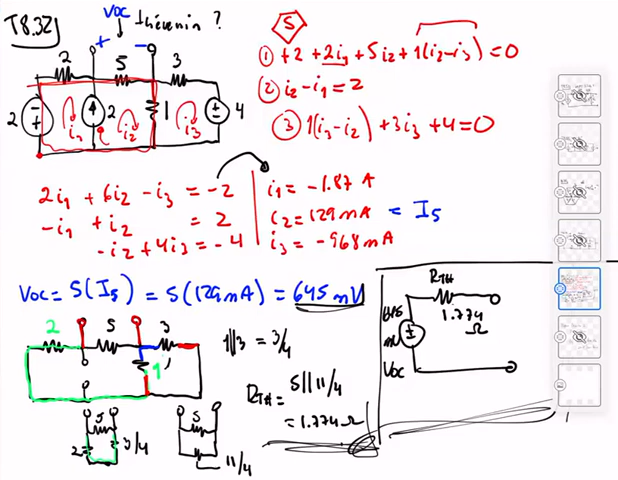 T8.32)
VOC
Thévenin ?
+
-
2
5
3
2
2
1
4
i1
i2
i3
S
① +2 + 2i1 + 5i2 + 1(i2-i3) = 0
② i2 - i1 = 2
③ 1(i3-i2) + 3i3 + 4 = 0
2i1 + 6i2 - i3 = -2
-i1 + i2 = 2
-i2 + 4i3 = -4
i1 = -1.87 A
i2 = 129 mA = I5
i3 = -968 mA
VOC = 5(I5) = 5(129mA) = 645 mV
2
5
3
1
1||3 = 3/4
RTH = 5||11/4
= 1.774 Ω
5
2
3/4
5
11/4
RTH
1.774
Ω
645
mV
VOC